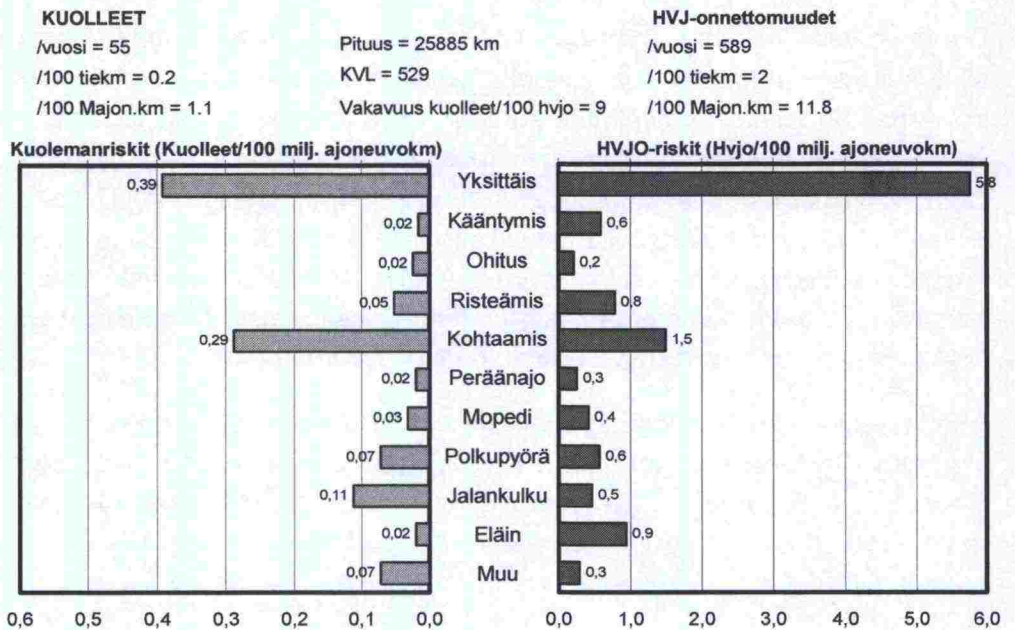 KUOLLEET HVJ-onnettomuudet
/vuosi = 55 Pituus = 25885 km /vuosi = 589
/100 tiekm = 0.2 KVL = 529 /100 tiekm = 2
/100 Majon.km = 1.1 Vakavuus kuolleet/100 hvjo = 9 /100 Majon.km = 11.8
Kuolemanriskit (Kuolleet/100 milj. ajoneuvokm) HVJO-riskit (Hvjo/100 milj. ajoneuvokm)
0,39 Yksittäis 5,8
0,02 Kääntymis 0,6
0,02 Ohitus 0,2
0,05 Risteämis 0,8
0,29 Kohtaamis 1,5
0,02 Peräänajo 0,3
0,03 Mopedi 0,4
0,07 Polkupyörä 0,6
0,11 Jalankulku 0,5
0,02 Eläin 0,9
0,07 Muu 0,3
0,6 0,5 0,4 0,3 0,2 0,1 0,0 0,0 1,0 2,0 3,0 4,0 5,0 6,0